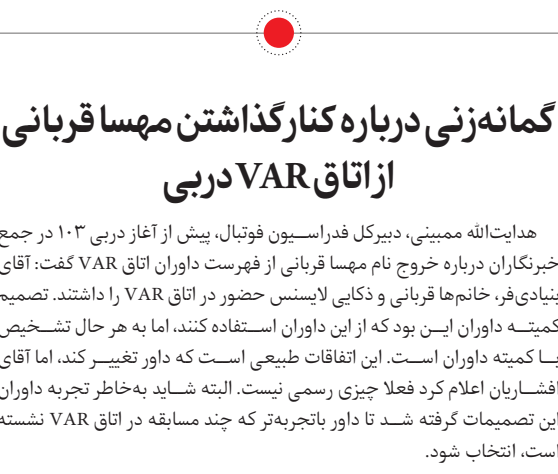 گمانه‌زنی درباره کنارگذاشتن مهسا قربانی
از اتاق VAR دربی
هدایت‌الله ممبینی، دبیرکل فدراسیون فوتبال، پیش از آغاز دربی ۱۰۳ در جمع
خبرنگاران درباره خروج نام مهسا قربانی از فهرست داوران اتاق VAR گفت: آقای
بنیادی‌فر، خانم‌ها قربانی و ذکایی لایسنس حضور در اتاق VAR را داشتند. تصمیم
کمیته داوران این بود که از این داوران استفاده کنند، اما به هر حال تشخیص
با کمیته داوران است. این اتفاقات طبیعی است که داور تغییر کند، اما آقای
افشاریان اعلام کرد فعلا چیزی رسمی نیست. البته شاید به‌خاطر تجربه داوران
این تصمیمات گرفته شد تا داور باتجربه‌تر که چند مسابقه در اتاق VAR نشسته
است، انتخاب شود.